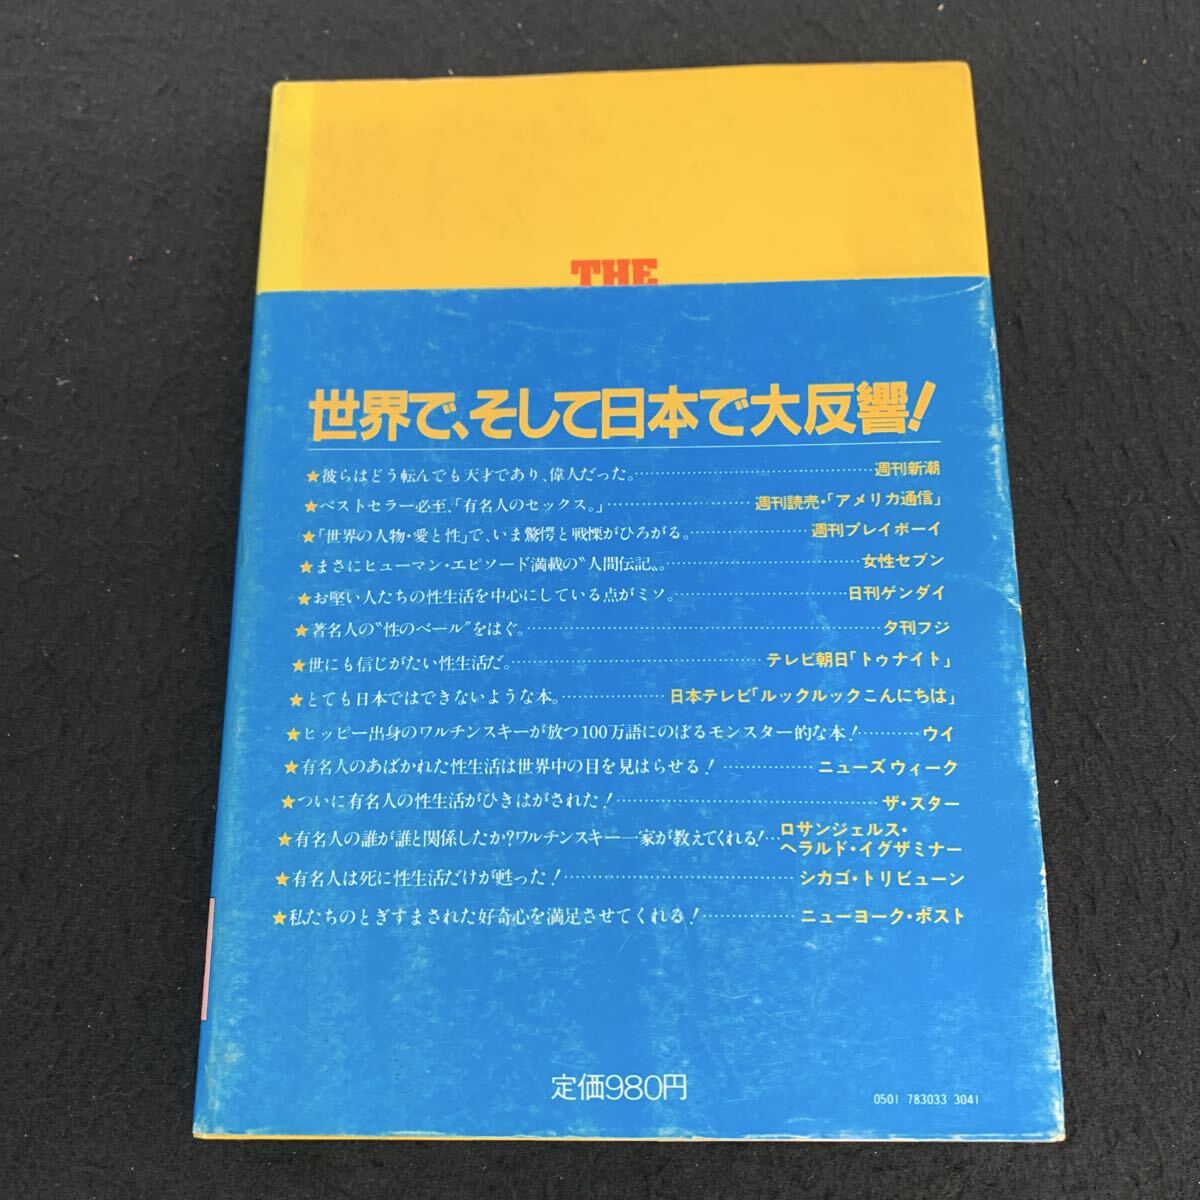 THE
世界で、そして日本で大反響!
★彼らはどう転んでも天才であり、偉人だった。……週刊新潮
★ベストセラー必至、「有名人のセックス。」……週刊読売・「アメリカ通信」
★「世界の人物・愛と性」で、いま驚愕と戦慄がひろがる。……週刊プレイボーイ
★まさにヒューマン・エピソード満載の〝人間伝記〟。……女性セブン
★お堅い人たちの性生活を中心にしている点がミソ。……日刊ゲンダイ
★著名人の〝性のベール〟をはぐ。……夕刊フジ
★世にも信じがたい性生活だ。……テレビ朝日「トゥナイト」
★とても日本ではできないような本。……日本テレビ「ルックルックこんにちは」
★ヒッピー出身のワルチンスキーが放つ100万語にのぼるモンスター的な本!……ウイ
★有名人のあばかれた性生活は世界中の目を見はらせる!……ニューズウィーク
★ついに有名人の性生活がひきはがされた!……ザ・スター
★有名人の誰が誰と関係したか?ワルチンスキー一家が教えてくれる!…ロサンジェルス・
ヘラルド・イグザミナー
★有名人は死に性生活だけが甦った!……シカゴ・トリビューン
★私たちのとぎすまされた好奇心を満足させてくれる!……ニューヨーク・ポスト
定価980円
0501 783033 3041